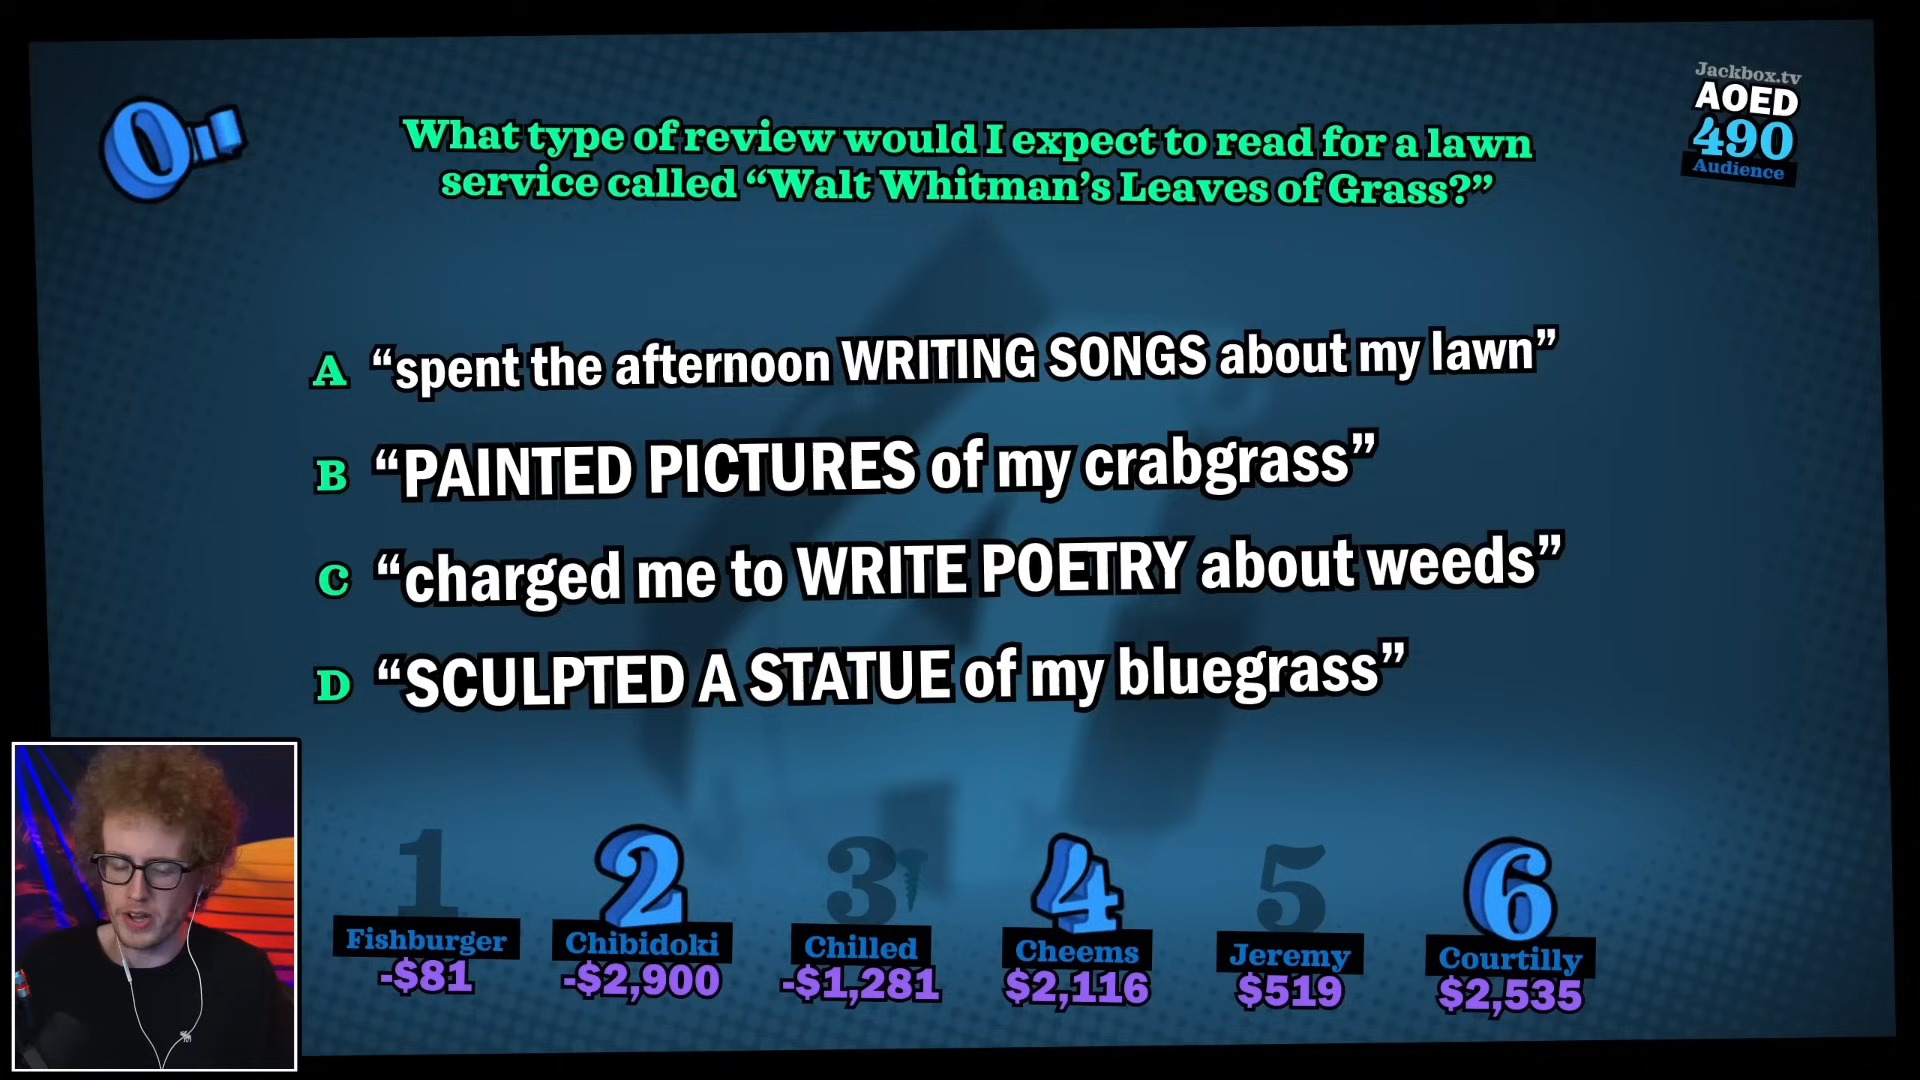 0
Jackbox.tv
AOED
490
Audience
What type of review would I expect to read for a lawn
service called “Walt Whitman’s Leaves of Grass?”
A “spent the afternoon WRITING SONGS about my lawn”
B “PAINTED PICTURES of my crabgrass”
C “charged me to WRITE POETRY about weeds”
D “SCULPTED A STATUE of my bluegrass”
1 2 3 4 5 6
Fishburger Chibidoki Chilled Cheems Jeremy Courtilly
-$81 -$2,900 -$1,281 $2,116 $519 $2,535